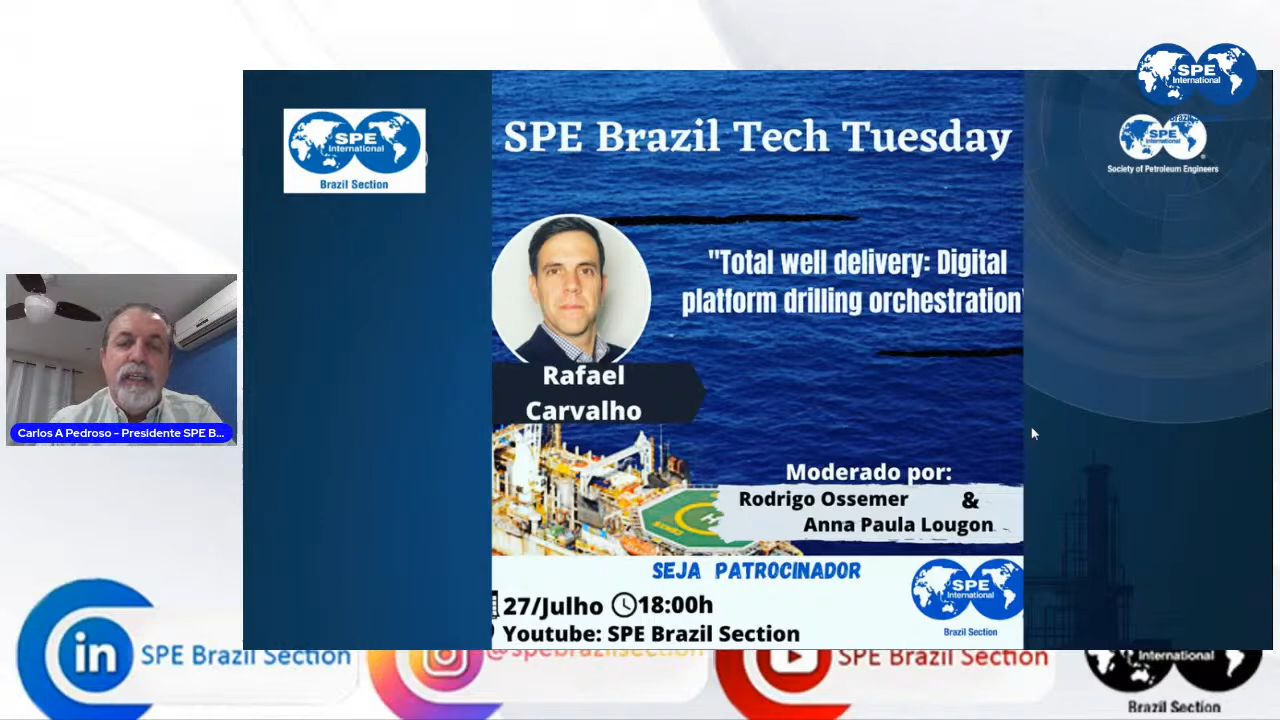 SPE
International
Brazil Section
SPE Brazil Tech Tuesday
SPE
International
SPE
International
Society of Petroleum Engineers
"Total well delivery: Digital
platform drilling orchestration
Rafael
Carvalho
Carlos A Pedroso - Presidente SPE B...
Moderado por:
Rodrigo Ossemer &
Anna Paula Lougon
SEJA PATROCINADOR
27/Julho 18:00h
Youtube: SPE Brazil Section
SPE
International
Brazil Section
in SPE Brazil Section
@spebrazilsection
SPE Brazil Section
International
Brazil Section